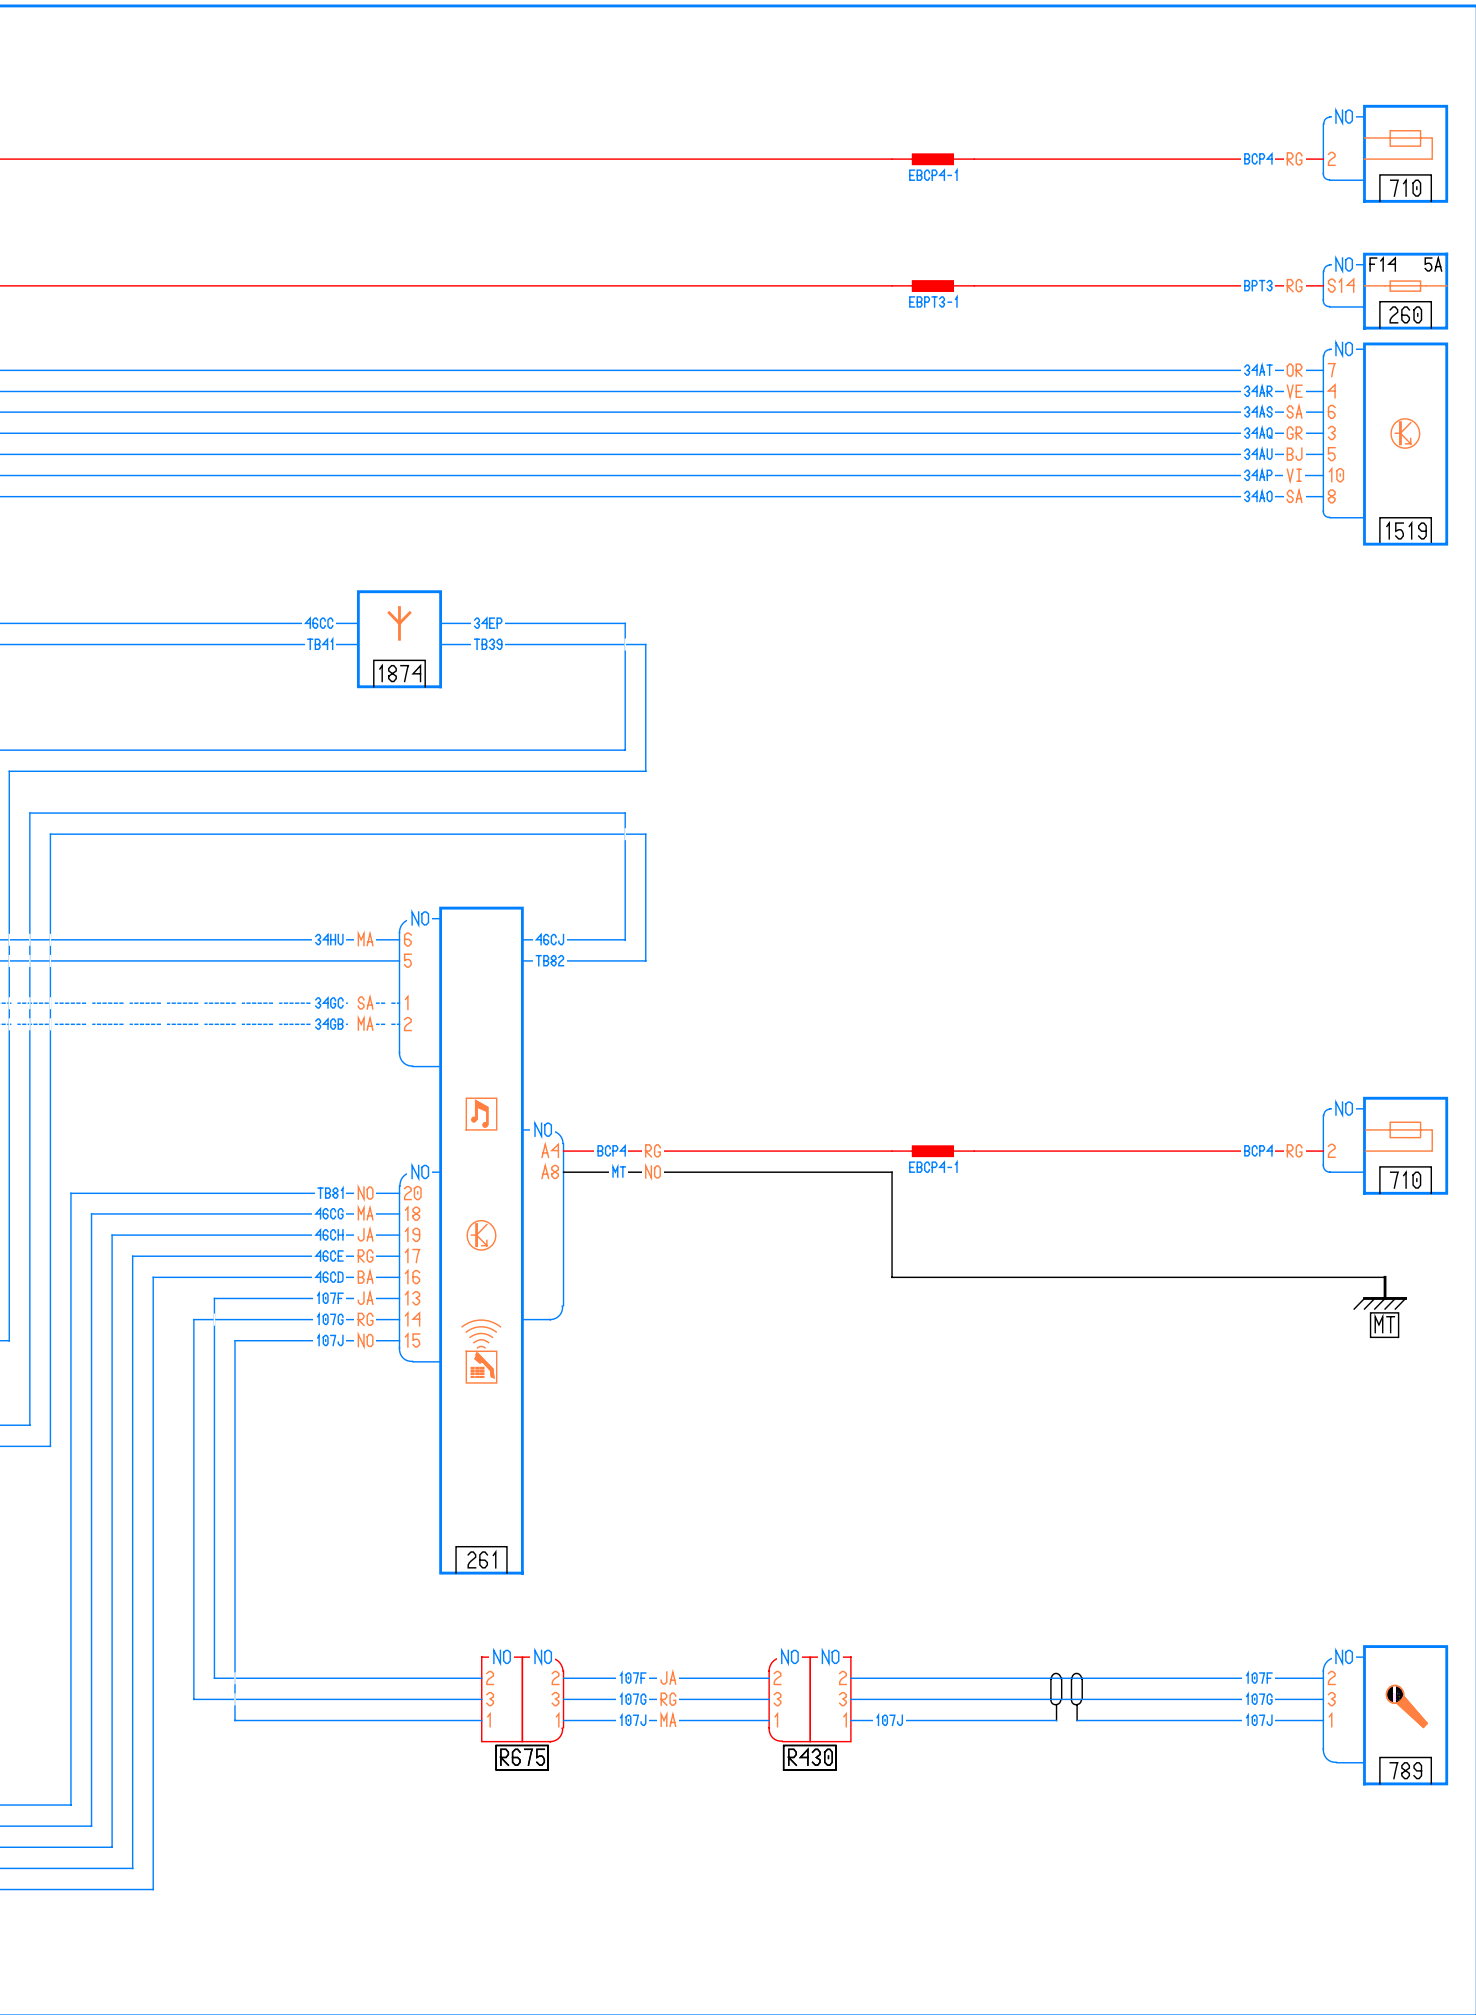 NO
BCP4 RG 2
EBCP4-1
710
NO F14 5A
BPT3 RG S14
EBPT3-1
260
NO
34AT OR 7
34AR VE 4
34AS SA 6
34AQ GR 3
34AU BJ 5
34AP VI 10
34AO SA 8
1519
46CC 34EP
TB41 TB39
1874
NO
34HU MA 6 46CJ
5 TB82
34GC SA 1
34GB MA 2
NO NO
A4 BCP4 RG BCP4 RG 2
EBCP4-1
A8 MT NO
710
NO
TB81 NO 20
46CG MA 18
46CH JA 19
46CE RG 17
46CD BA 16
107F JA 13
107G RG 14
107J NO 15
MT
261
NO NO NO NO NO
2 2 107F JA 2 2 107F 2
3 3 107G RG 3 3 107G 3
1 1 107J MA 1 1 107J 107J 1
R675 R430 789